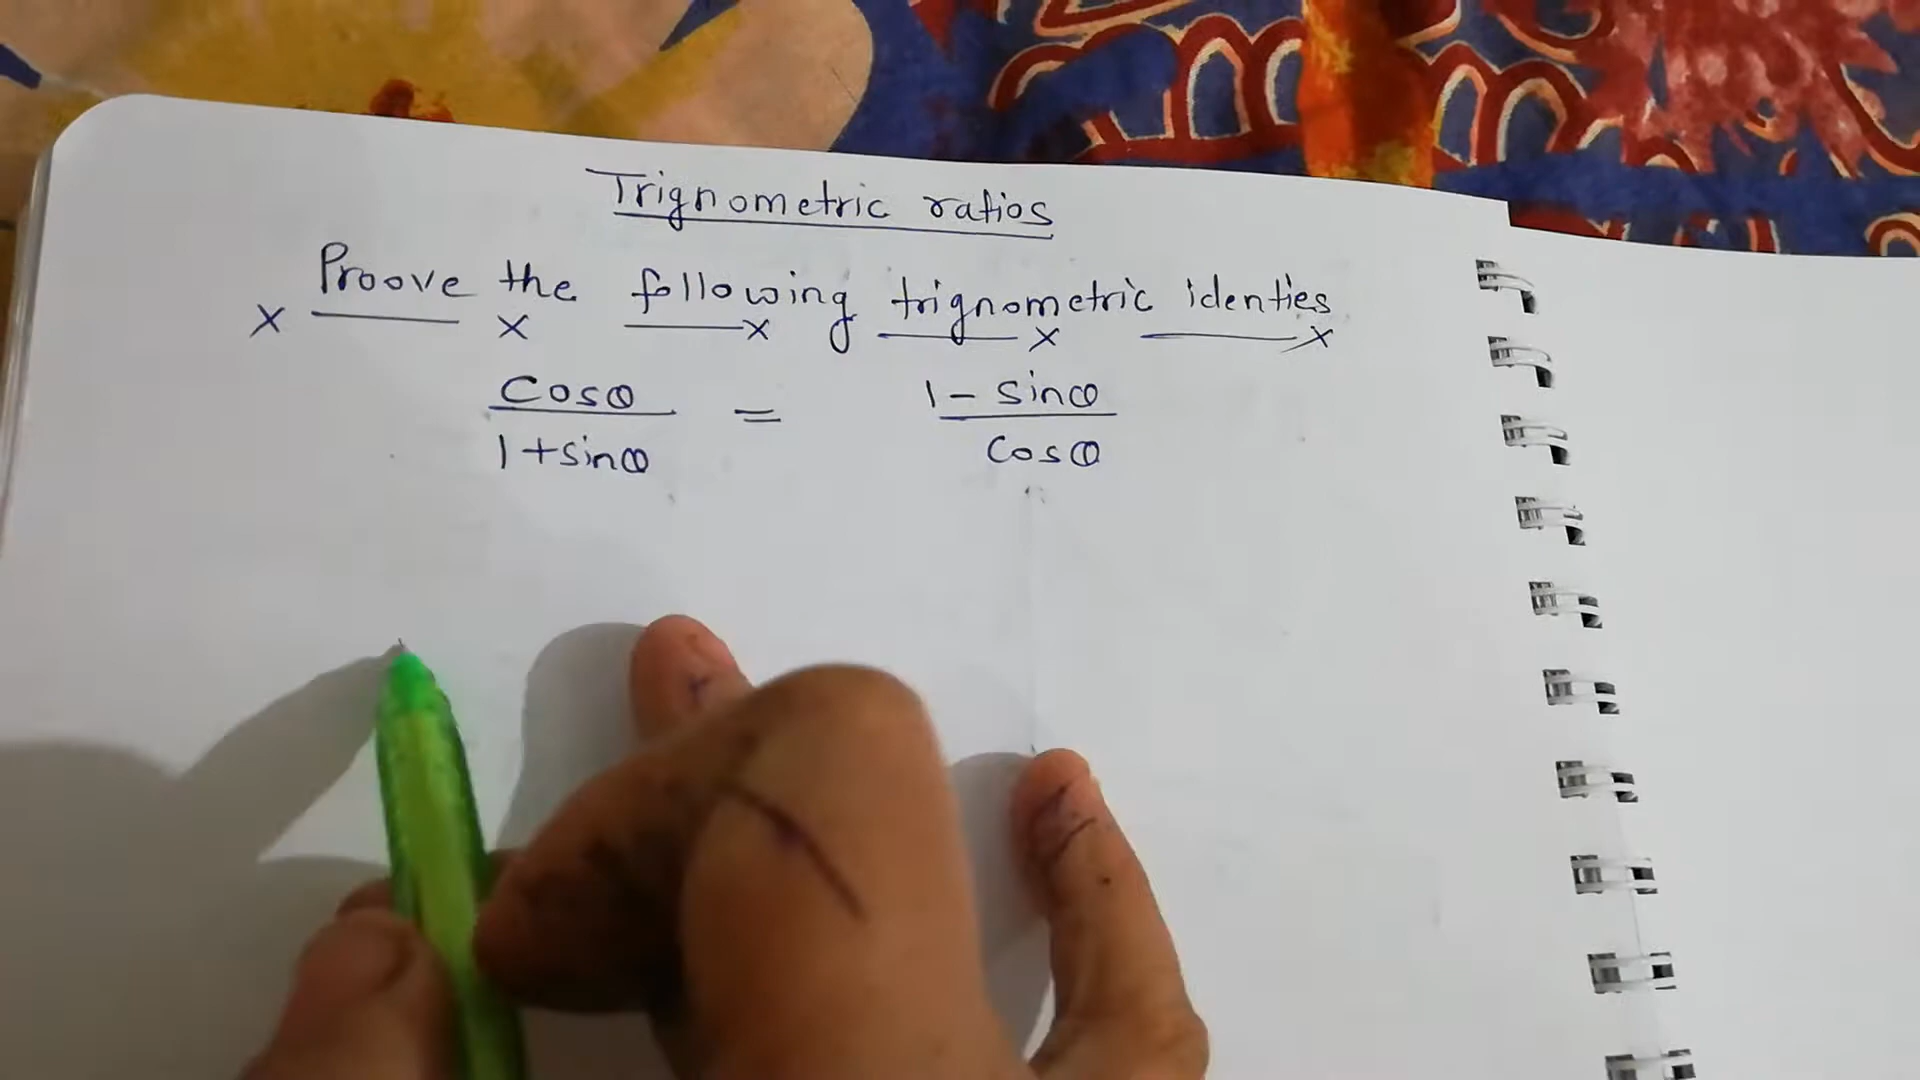 Trignometric ratios
Proove the following trignometric identies
x — x — x — x — x
Cosθ / 1+sinθ = 1 - sinθ / Cosθ